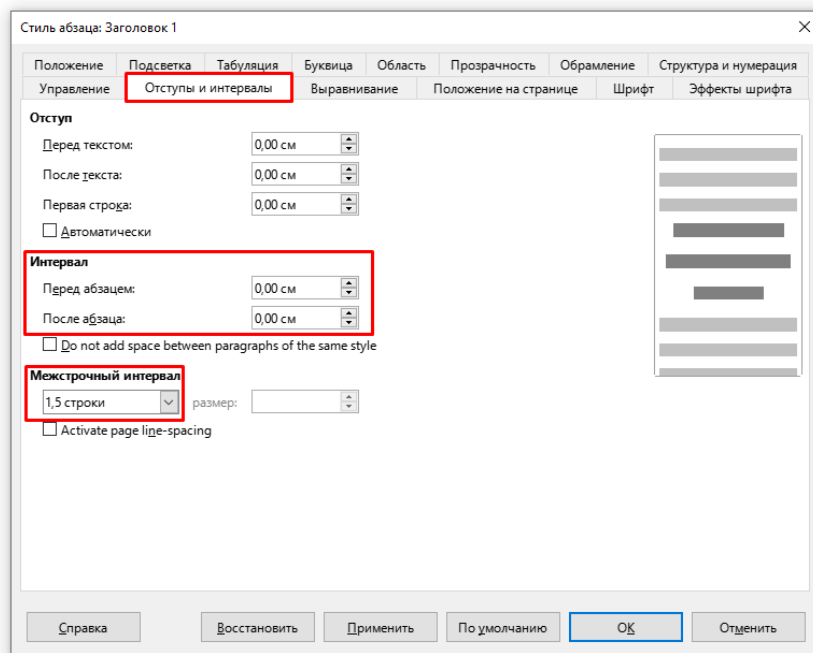 Стиль абзаца: Заголовок 1
Положение Подсветка Табуляция Буквица Область Прозрачность Обрамление Структура и нумерация
Управление Отступы и интервалы Выравнивание Положение на странице Шрифт Эффекты шрифта
Отступ
Перед текстом: 0,00 см
После текста: 0,00 см
Первая строка: 0,00 см
Автоматически
Интервал
Перед абзацем: 0,00 см
После абзаца: 0,00 см
Do not add space between paragraphs of the same style
Межстрочный интервал
1,5 строки размер:
Activate page line-spacing
Справка Восстановить Применить По умолчанию OK Отменить